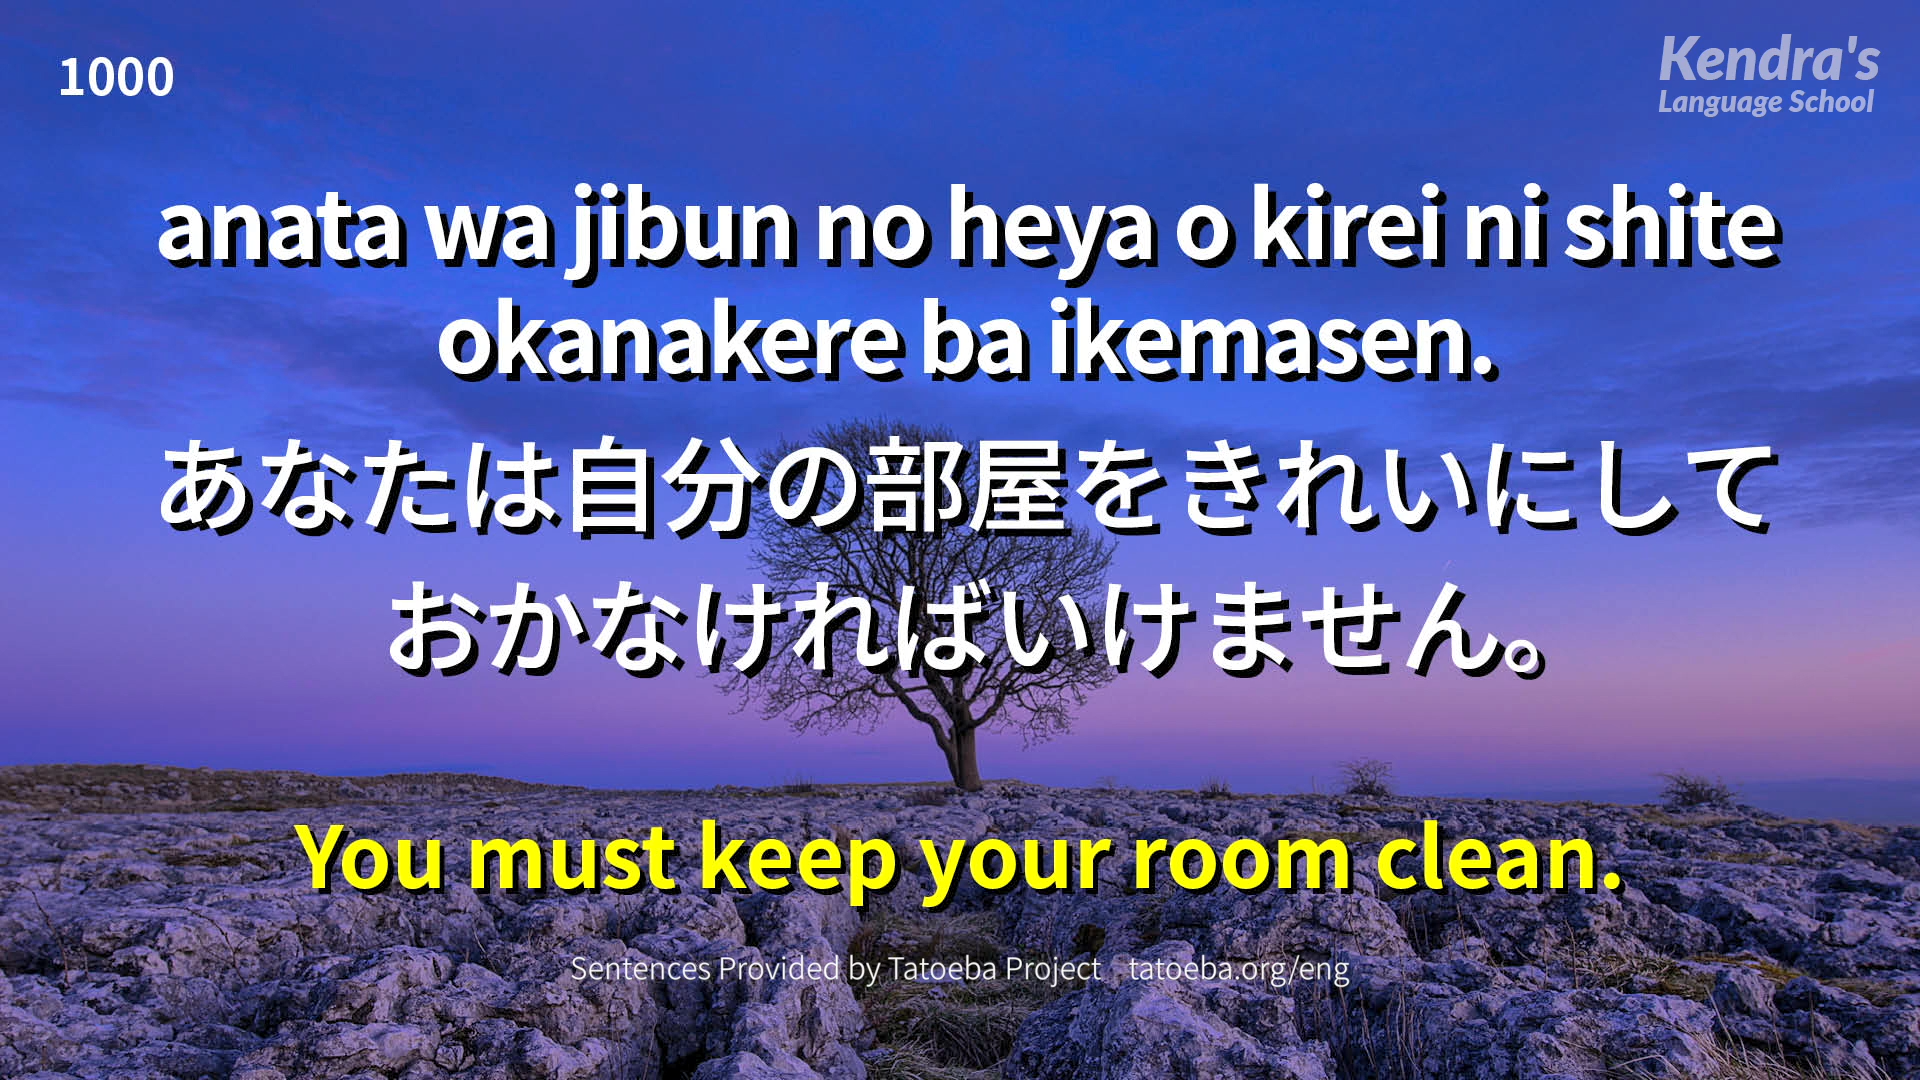 1000
Kendra's
Language School
anata wa jibun no heya o kirei ni shite
okanakere ba ikemasen.
あなたは自分の部屋をきれいにして
おかなければいけません。
You must keep your room clean.
Sentences Provided by Tatoeba Project tatoeba.org/eng